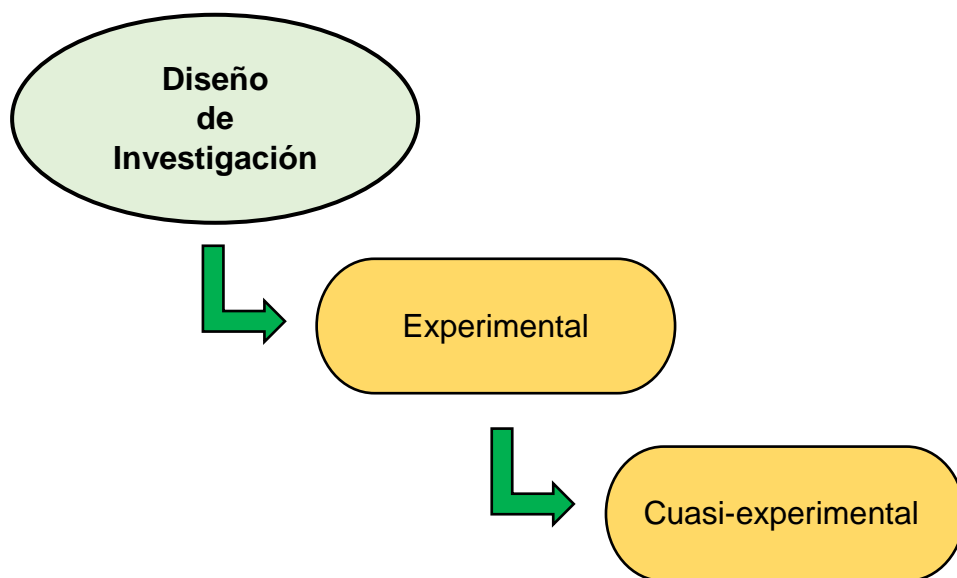 Diseño
de
Investigación
Experimental
Cuasi-experimental